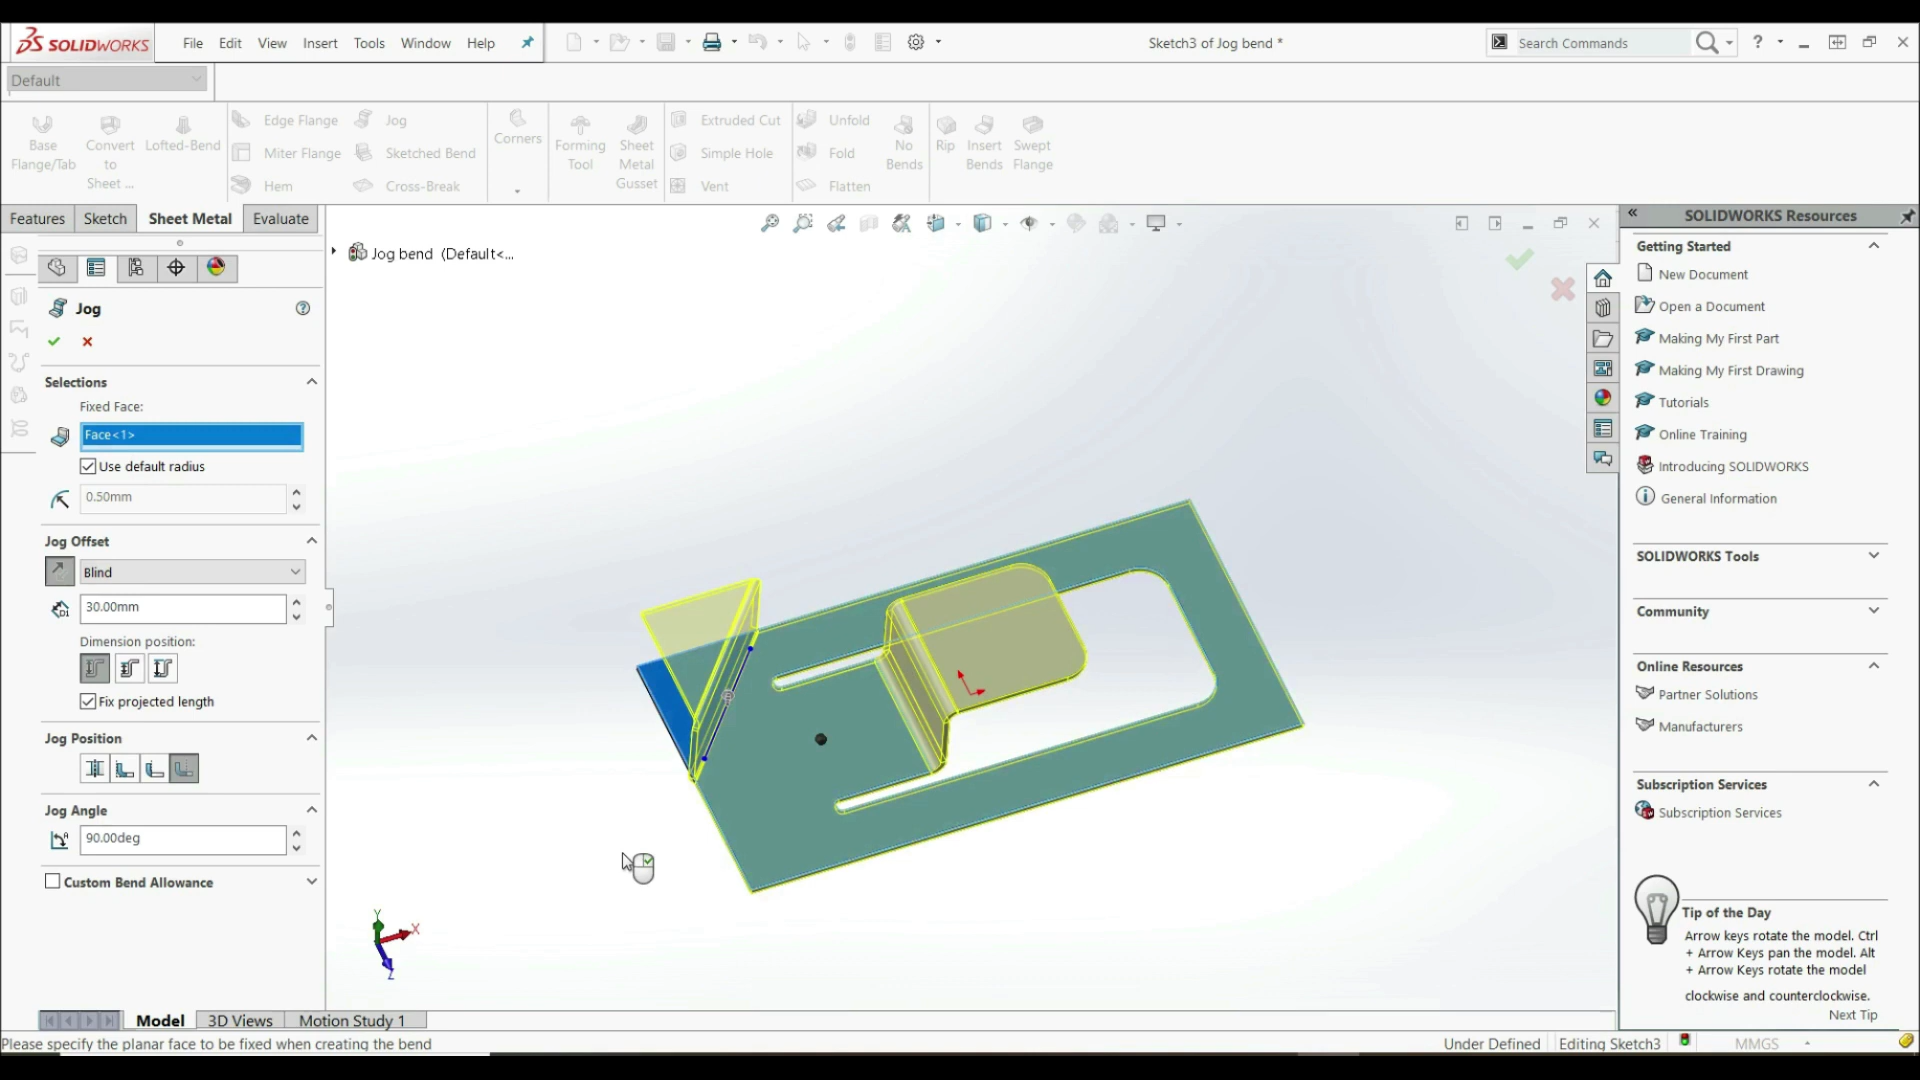 SOLIDWORKS
File Edit View Insert Tools Window Help
Sketch3 of Jog bend *
Search Commands
?
Default
Base Flange/Tab
Convert to Sheet ...
Lofted-Bend
Edge Flange
Miter Flange
Hem
Jog
Sketched Bend
Cross-Break
Corners
Forming Tool
Sheet Metal Gusset
Extruded Cut
Simple Hole
Vent
Unfold
Fold
Flatten
No Bends
Rip
Insert Bends
Swept Flange
Features Sketch Sheet Metal Evaluate
Jog bend (Default<...
Jog
Selections
Fixed Face:
Face<1>
Use default radius
0.50mm
Jog Offset
Blind
30.00mm
Dimension position:
Fix projected length
Jog Position
Jog Angle
90.00deg
Custom Bend Allowance
Y
X
Z
Model 3D Views Motion Study 1
Please specify the planar face to be fixed when creating the bend
Under Defined Editing Sketch3 MMGS
SOLIDWORKS Resources
Getting Started
New Document
Open a Document
Making My First Part
Making My First Drawing
Tutorials
Online Training
Introducing SOLIDWORKS
General Information
SOLIDWORKS Tools
Community
Online Resources
Partner Solutions
Manufacturers
Subscription Services
Subscription Services
Tip of the Day
Arrow keys rotate the model. Ctrl
+ Arrow Keys pan the model. Alt
+ Arrow Keys rotate the model
clockwise and counterclockwise.
Next Tip